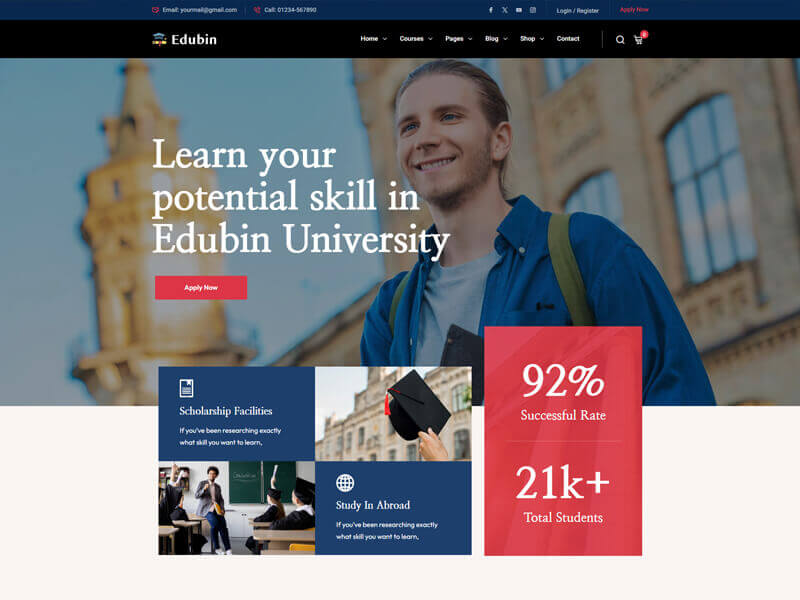 Email: yourmail@gmail.com
Call: 01234-567890
Login / Register
Apply Now
Edubin
Home
Courses
Pages
Blog
Shop
Contact
0
Learn your
potential skill in
Edubin University
Apply Now
Scholarship Facilities
If you've been researching exactly
what skill you want to learn,
Study In Abroad
If you've been researching exactly
what skill you want to learn,
92%
Successful Rate
21k+
Total Students